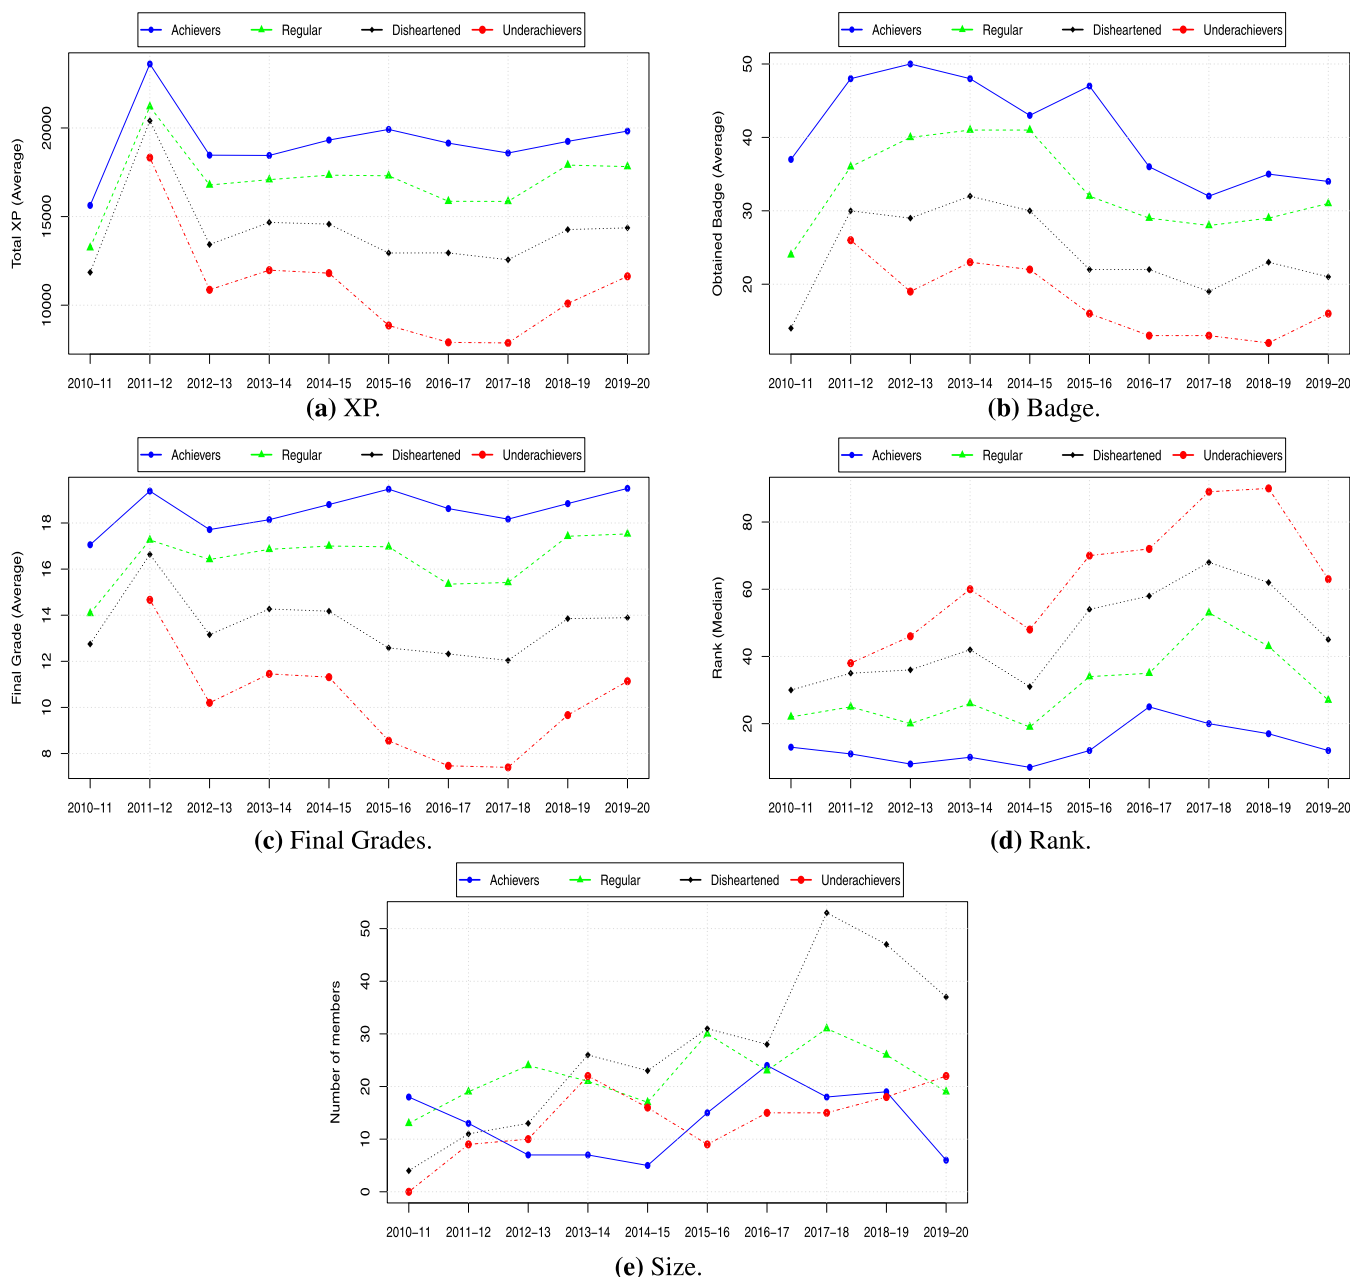 Achievers Regular Disheartened Underachievers
Total XP (Average)
20000
15000
10000
2010−11 2011−12 2012−13 2013−14 2014−15 2015−16 2016−17 2017−18 2018−19 2019−20
(a) XP.
Achievers Regular Disheartened Underachievers
Obtained Badge (Average)
50
40
30
20
2010−11 2011−12 2012−13 2013−14 2014−15 2015−16 2016−17 2017−18 2018−19 2019−20
(b) Badge.
Achievers Regular Disheartened Underachievers
Final Grade (Average)
18
16
14
12
10
8
2010−11 2011−12 2012−13 2013−14 2014−15 2015−16 2016−17 2017−18 2018−19 2019−20
(c) Final Grades.
Achievers Regular Disheartened Underachievers
Rank (Median)
80
60
40
20
2010−11 2011−12 2012−13 2013−14 2014−15 2015−16 2016−17 2017−18 2018−19 2019−20
(d) Rank.
Achievers Regular Disheartened Underachievers
Number of members
50
40
30
20
10
0
2010−11 2011−12 2012−13 2013−14 2014−15 2015−16 2016−17 2017−18 2018−19 2019−20
(e) Size.